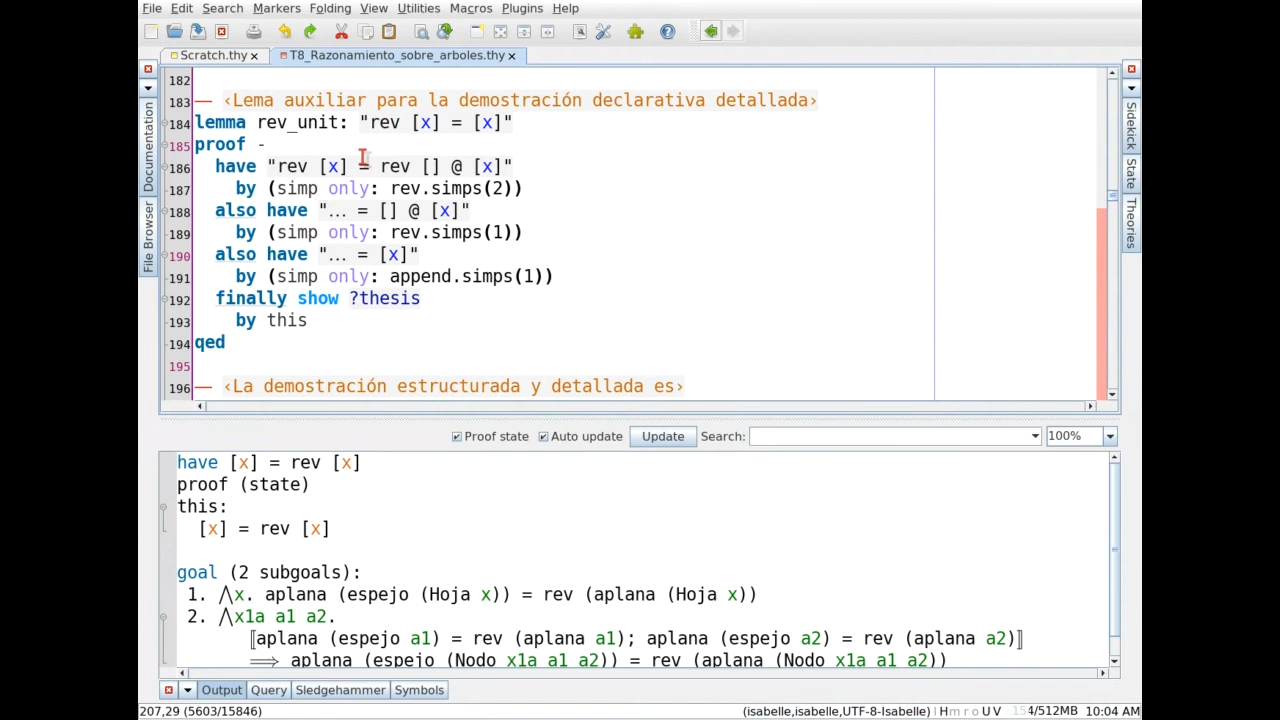 File Edit Search Markers Folding View Utilities Macros Plugins Help
Scratch.thy T8_Razonamiento_sobre_arboles.thy
182
183 — ‹Lema auxiliar para la demostración declarativa detallada›
184 lemma rev_unit: "rev [x] = [x]"
185 proof -
186 have "rev [x] = rev [] @ [x]"
187 by (simp only: rev.simps(2))
188 also have "… = [] @ [x]"
189 by (simp only: rev.simps(1))
190 also have "… = [x]"
191 by (simp only: append.simps(1))
192 finally show ?thesis
193 by this
194 qed
195
196 — ‹La demostración estructurada y detallada es›
Documentation
File Browser
Sidekick
State
Theories
Proof state Auto update Update Search: 100%
have [x] = rev [x]
proof (state)
this:
[x] = rev [x]
goal (2 subgoals):
1. ⋀x. aplana (espejo (Hoja x)) = rev (aplana (Hoja x))
2. ⋀x1a a1 a2.
⟦aplana (espejo a1) = rev (aplana a1); aplana (espejo a2) = rev (aplana a2)⟧
⟹ aplana (espejo (Nodo x1a a1 a2)) = rev (aplana (Nodo x1a a1 a2))
Output Query Sledgehammer Symbols
207,29 (5603/15846) (isabelle,isabelle,UTF-8-Isabelle) H m r o U V 154/512MB 10:04 AM